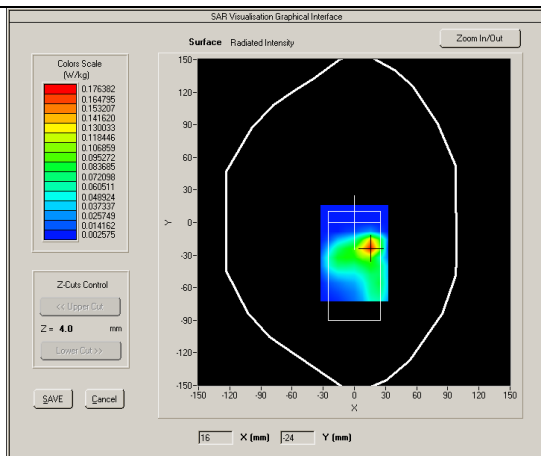 SAR Visualisation Graphical Interface
Surface Radiated Intensity
Zoom In/Out
Colors Scale
(W/kg)
0.176382
0.164795
0.153207
0.141620
0.130033
0.118446
0.106859
0.095272
0.083685
0.072098
0.060511
0.048924
0.037337
0.025749
0.014162
0.002575
Z-Cuts Control
<< Upper Cut
Z = 4.0 mm
Lower Cut >>
SAVE
Cancel
150
120
90
60
30
0
-30
-60
-90
-120
-150
Y
-150 -120 -90 -60 -30 0 30 60 90 120 150
X
16 X (mm) -24 Y (mm)